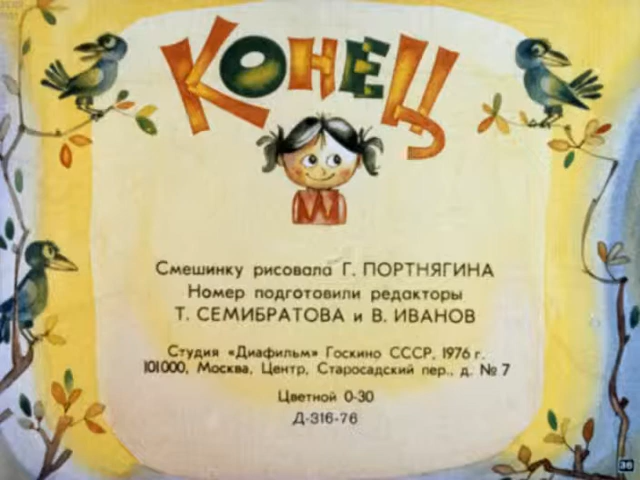 КОНЕЦ
Смешинку рисовала Г. ПОРТНЯГИНА
Номер подготовили редакторы
Т. СЕМИБРАТОВА и В. ИВАНОВ
Студия «Диафильм» Госкино СССР, 1976 г.
101000, Москва, Центр, Старосадский пер., д. № 7
Цветной 0-30
Д-316-76
36